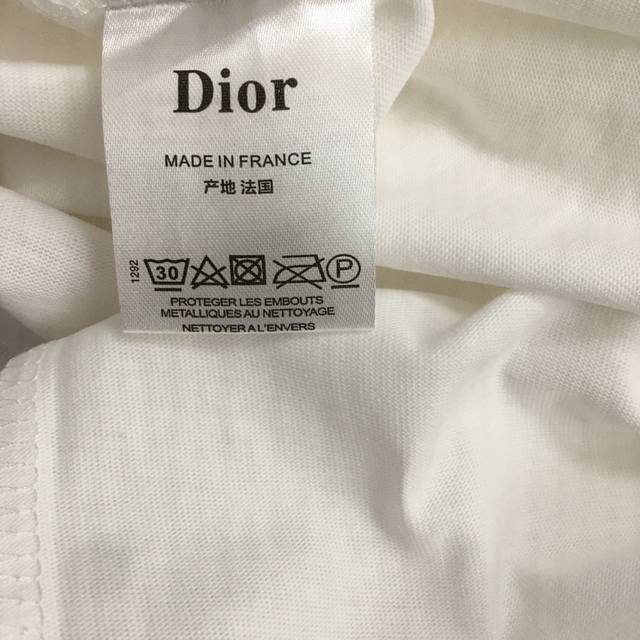 Dior
MADE IN FRANCE
产地 法国
1292
30 P
PROTEGER LES EMBOUTS
METALLIQUES AU NETTOYAGE
NETTOYER A L'ENVERS